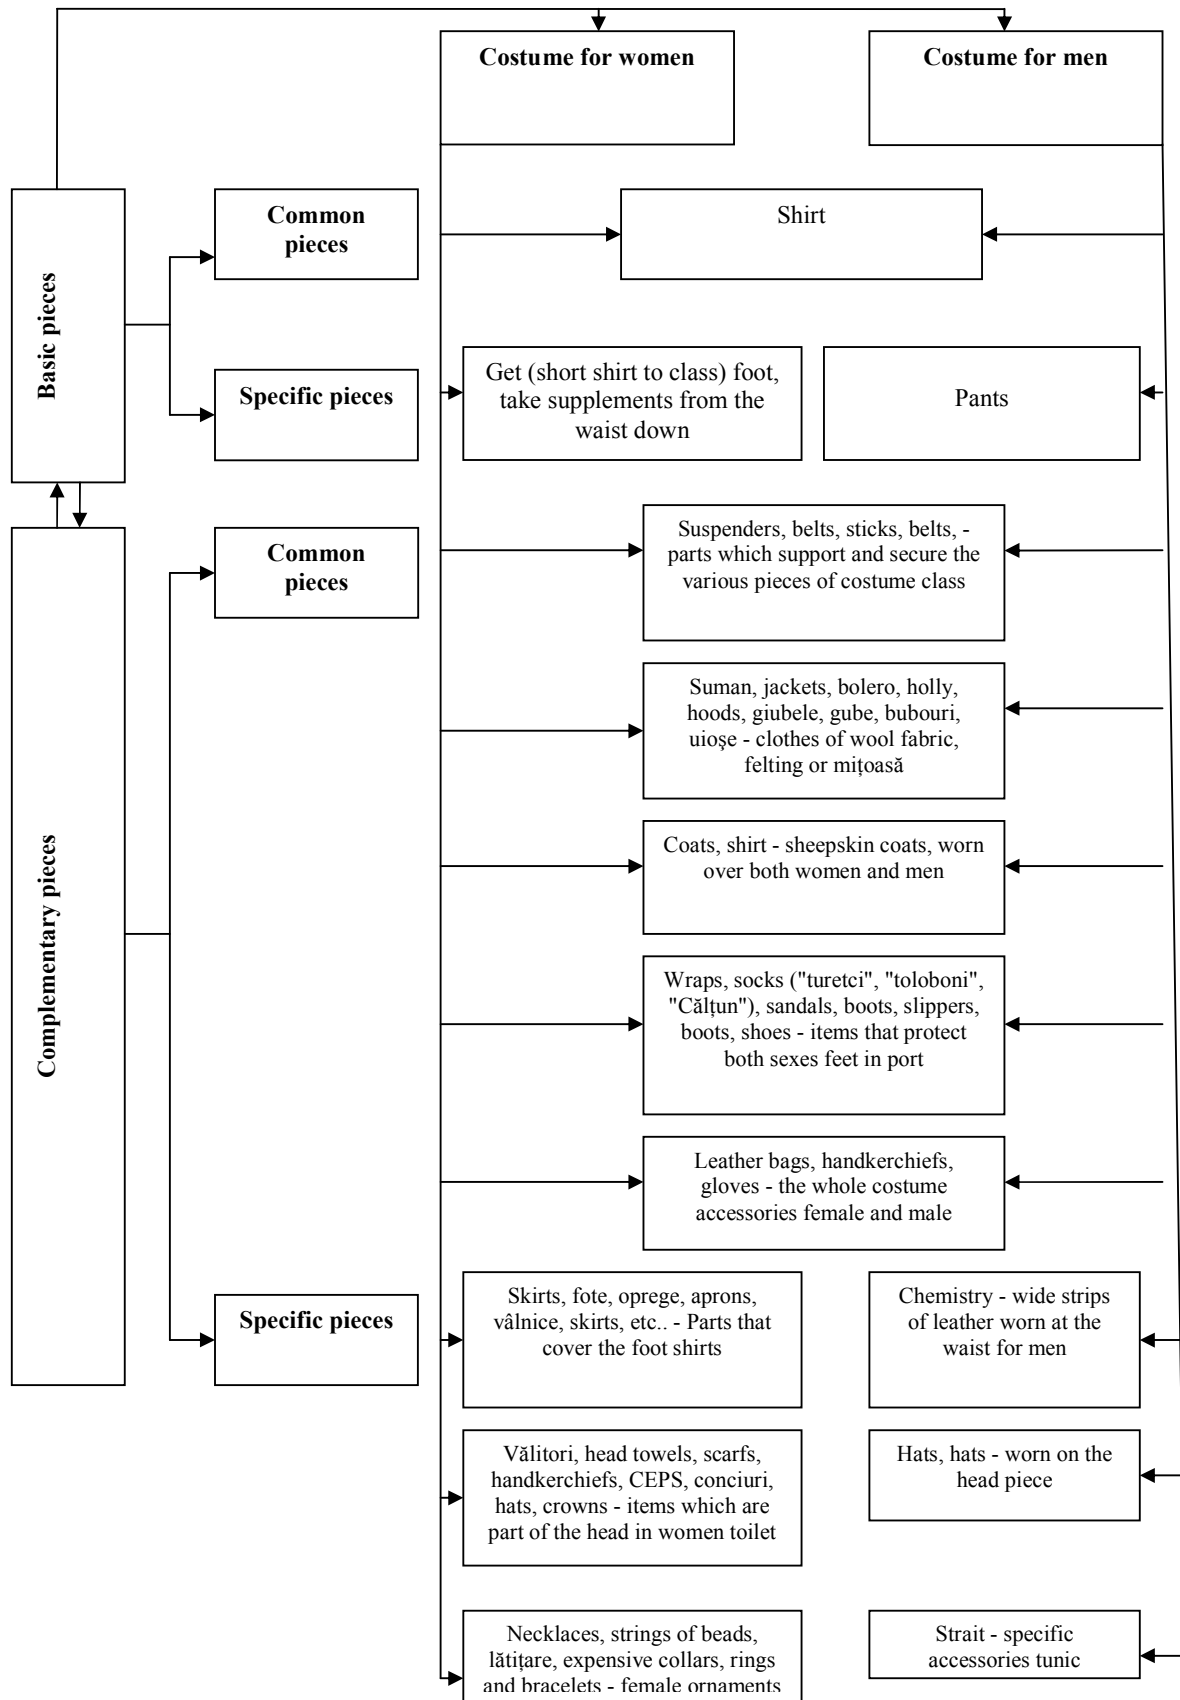 Costume for women
Costume for men
Basic pieces
Common
pieces
Shirt
Specific pieces
Get (short shirt to class) foot,
take supplements from the
waist down
Pants
Complementary pieces
Common
pieces
Suspenders, belts, sticks, belts, -
parts which support and secure the
various pieces of costume class
Suman, jackets, bolero, holly,
hoods, giubele, gube, bubouri,
uioşe - clothes of wool fabric,
felting or miţoasă
Coats, shirt - sheepskin coats, worn
over both women and men
Wraps, socks ("turetci", "toloboni",
"Călţun"), sandals, boots, slippers,
boots, shoes - items that protect
both sexes feet in port
Leather bags, handkerchiefs,
gloves - the whole costume
accessories female and male
Specific pieces
Skirts, fote, oprege, aprons,
vâlnice, skirts, etc.. - Parts that
cover the foot shirts
Chemistry - wide strips
of leather worn at the
waist for men
Vălitori, head towels, scarfs,
handkerchiefs, CEPS, conciuri,
hats, crowns - items which are
part of the head in women toilet
Hats, hats - worn on the
head piece
Necklaces, strings of beads,
lătiţare, expensive collars, rings
and bracelets - female ornaments
Strait - specific
accessories tunic